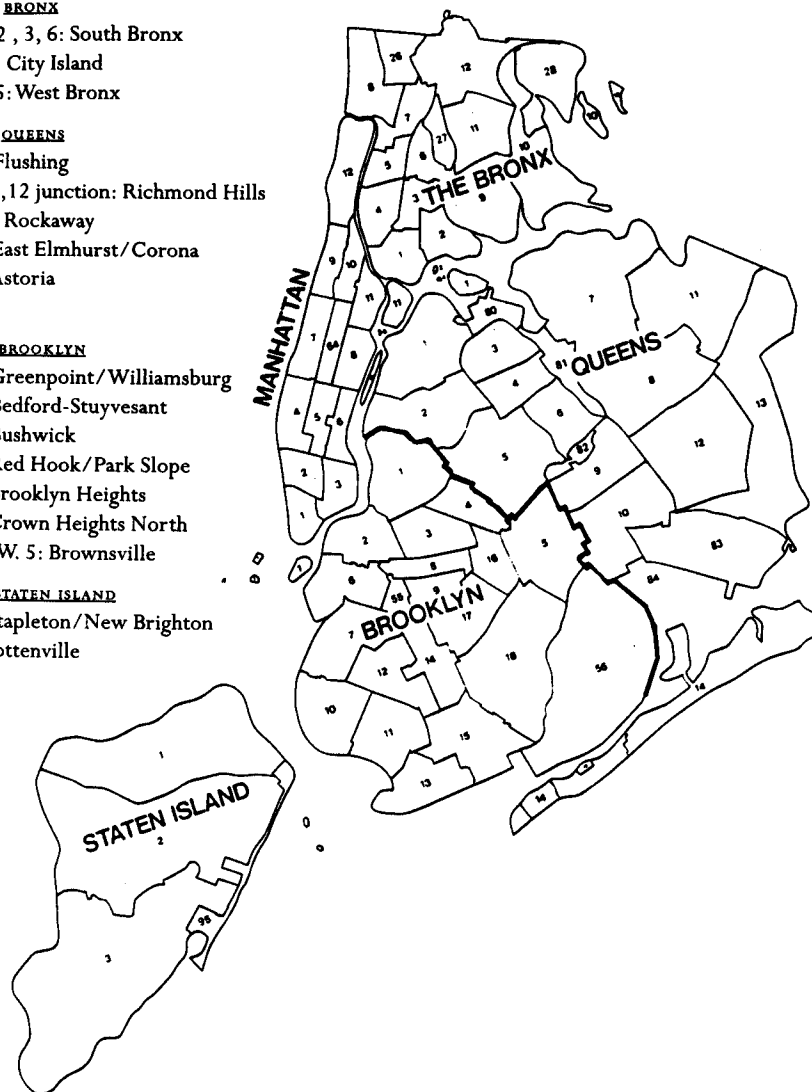 BRONX
2 , 3, 6: South Bronx
City Island
5: West Bronx
QUEENS
Flushing
,12 junction: Richmond Hills
Rockaway
East Elmhurst/Corona
Astoria
BROOKLYN
Greenpoint/Williamsburg
Bedford-Stuyvesant
Bushwick
Red Hook/Park Slope
Brooklyn Heights
Crown Heights North
W. 5: Brownsville
STATEN ISLAND
Stapleton/New Brighton
ottenville
THE BRONX
26
12
28
8
7
11
27
10
10
5
6
4
3
9
2
1
1
MANHATTAN
12
9
10
11
11
7
64
8
4
5
6
2
3
1
1
QUEENS
7
11
80
1
3
81
8
4
13
2
6
12
5
82
9
10
83
84
14
14
BROOKLYN
1
4
2
3
5
16
8
6
55
9
17
7
12
14
18
56
10
11
15
13
STATEN ISLAND
1
2
95
3